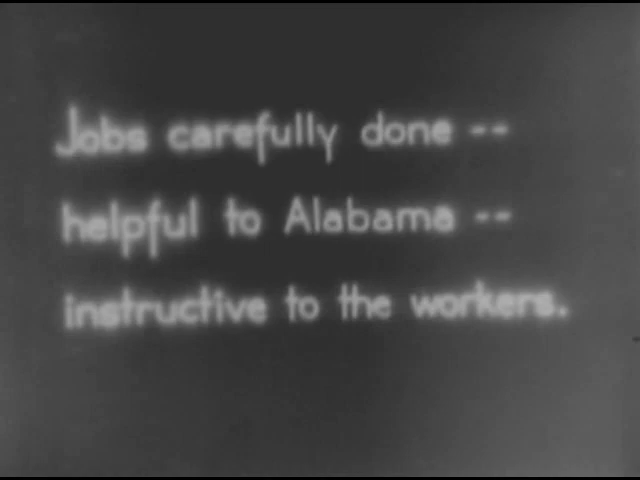 Jobs carefully done --
helpful to Alabama --
instructive to the workers.